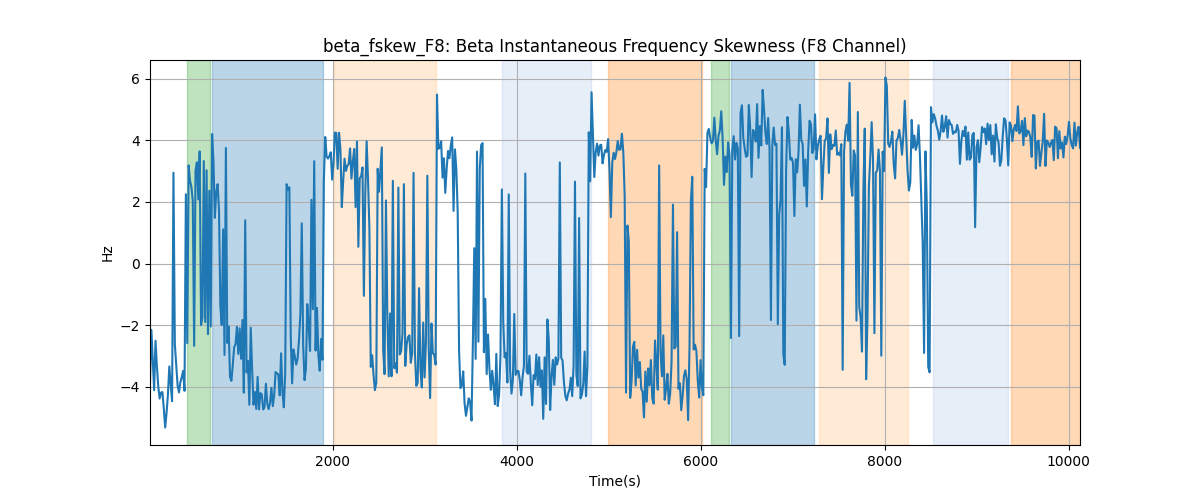 beta_fskew_F8: Beta Instantaneous Frequency Skewness (F8 Channel)
6
4
2
0
−2
−4
Hz
2000 4000 6000 8000 10000
Time(s)